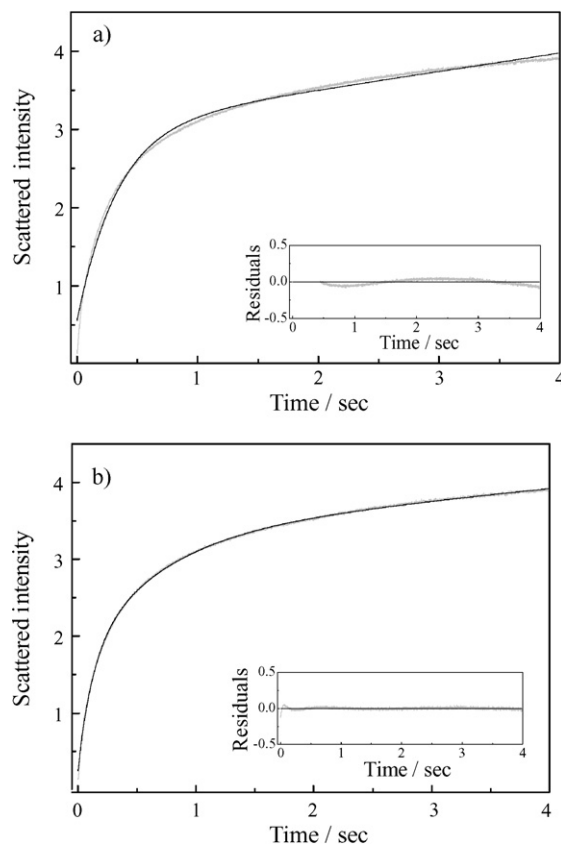 a)
4
3
2
1
Scattered intensity
0.5
0.0
-0.5
Residuals
0 1 2 3 4
Time / sec
0 1 2 3 4
Time / sec
b)
4
3
2
1
Scattered intensity
0.5
0.0
-0.5
Residuals
0 1 2 3 4
Time / sec
0 1 2 3 4
Time / sec